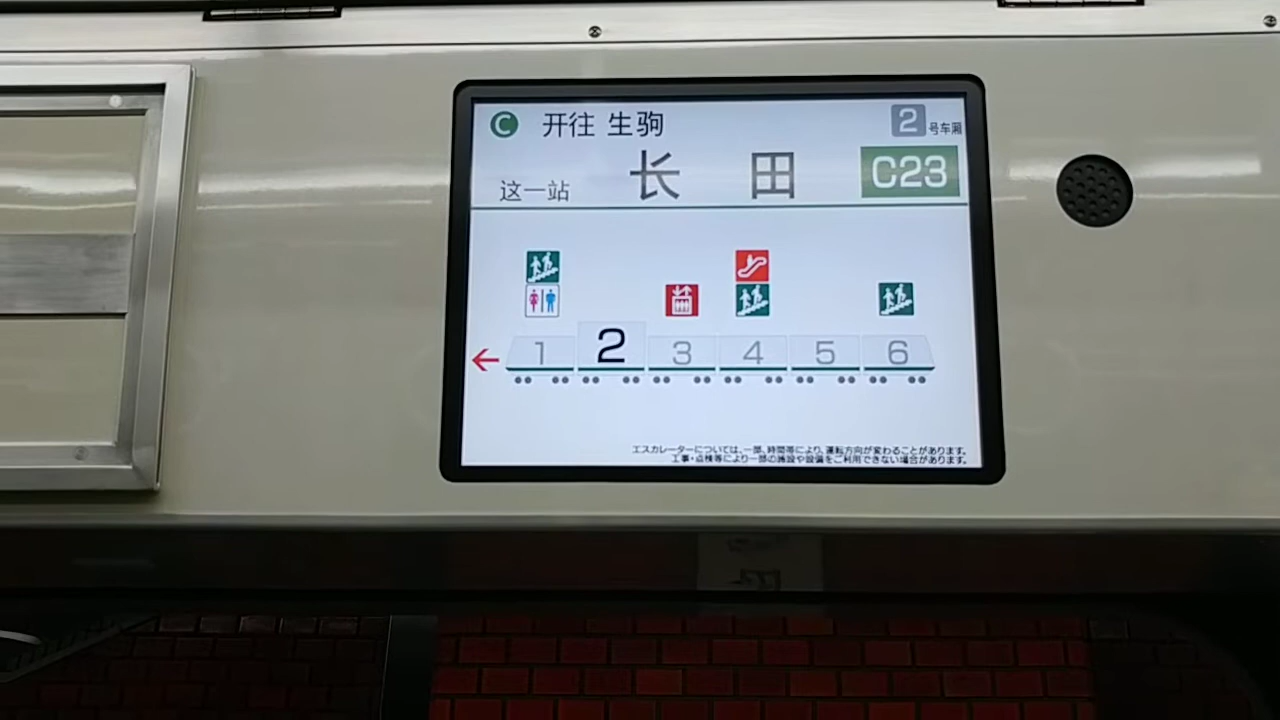 C 开往 生驹
2 号车厢
这一站 长 田 C23
1 2 3 4 5 6
エスカレーターについては、一部、時間帯により、運転方向が変わることがあります。
工事・点検等により一部の施設や設備をご利用できない場合があります。